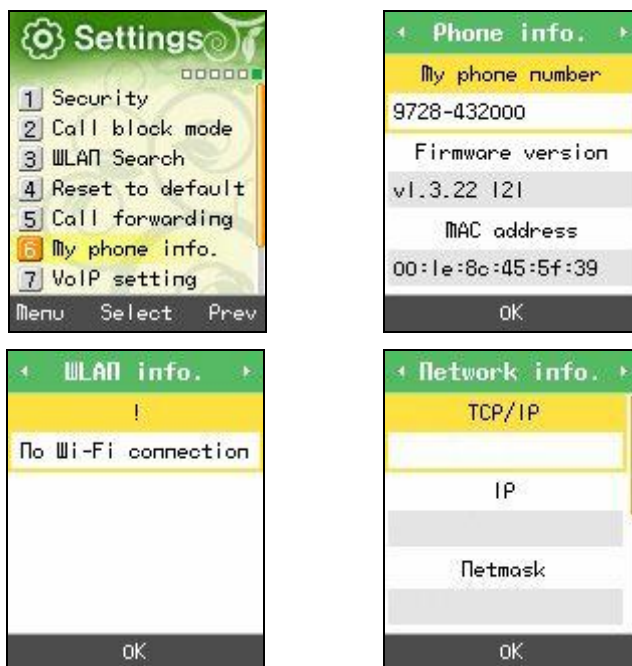 Settings
1 Security
2 Call block mode
3 WLAN Search
4 Reset to default
5 Call forwarding
6 My phone info.
7 VoIP setting
Menu Select Prev
Phone info.
My phone number
9728-432000
Firmware version
v1.3.22 121
MAC address
00:1e:8c:45:5f:39
OK
WLAN info.
!
No Wi-Fi connection
OK
Network info.
TCP/IP
IP
Netmask
OK